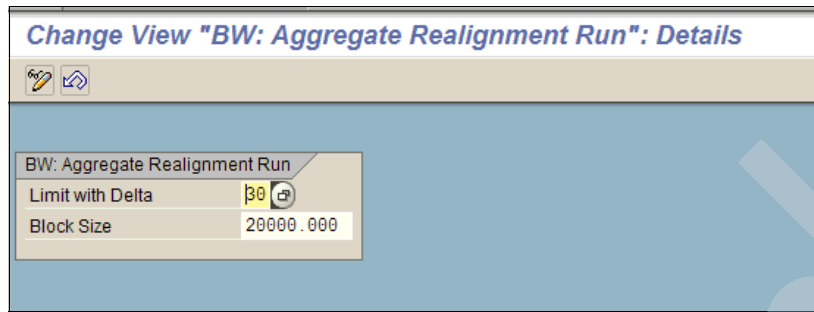 Change View "BW: Aggregate Realignment Run": Details
BW: Aggregate Realignment Run
Limit with Delta 30
Block Size 20000.000